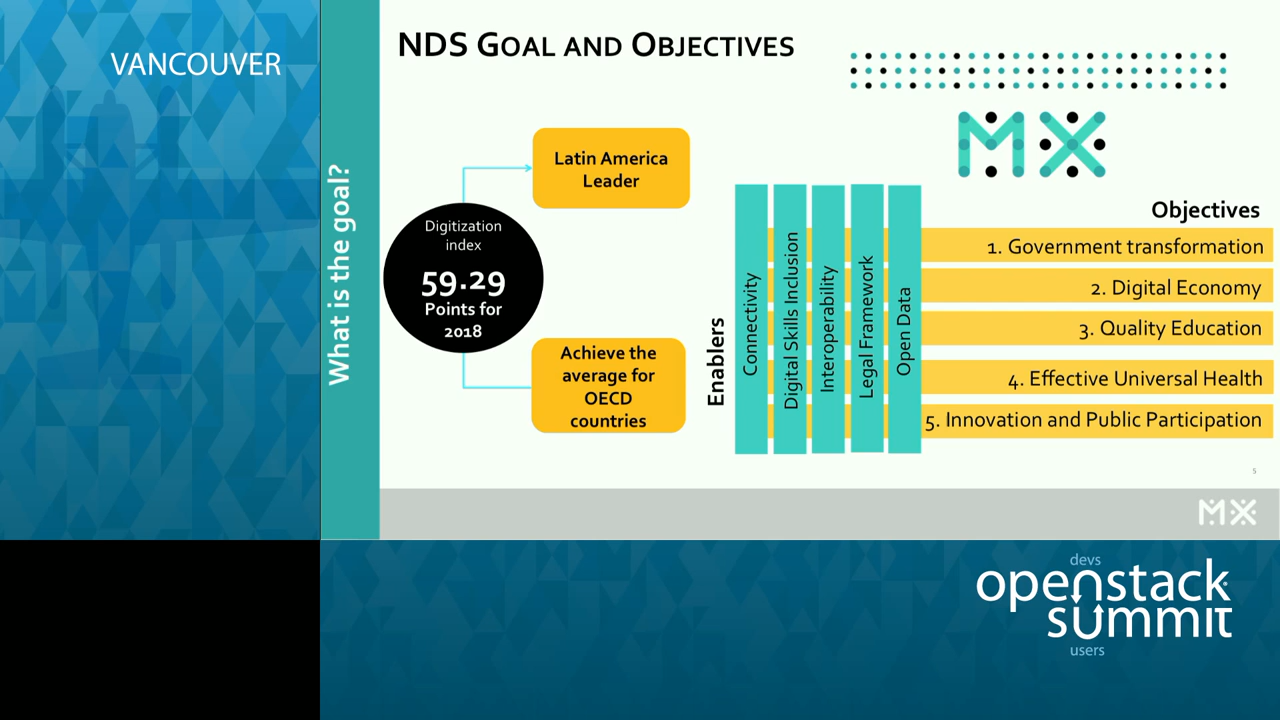 VANCOUVER
What is the goal?
NDS GOAL AND OBJECTIVES
MX
Latin America
Leader
Digitization
index
59.29
Points for
2018
Achieve the
average for
OECD
countries
Enablers
Connectivity
Digital Skills Inclusion
Interoperability
Legal Framework
Open Data
Objectives
1. Government transformation
2. Digital Economy
3. Quality Education
4. Effective Universal Health
5. Innovation and Public Participation
5
MX
devs
openstack
summit
users